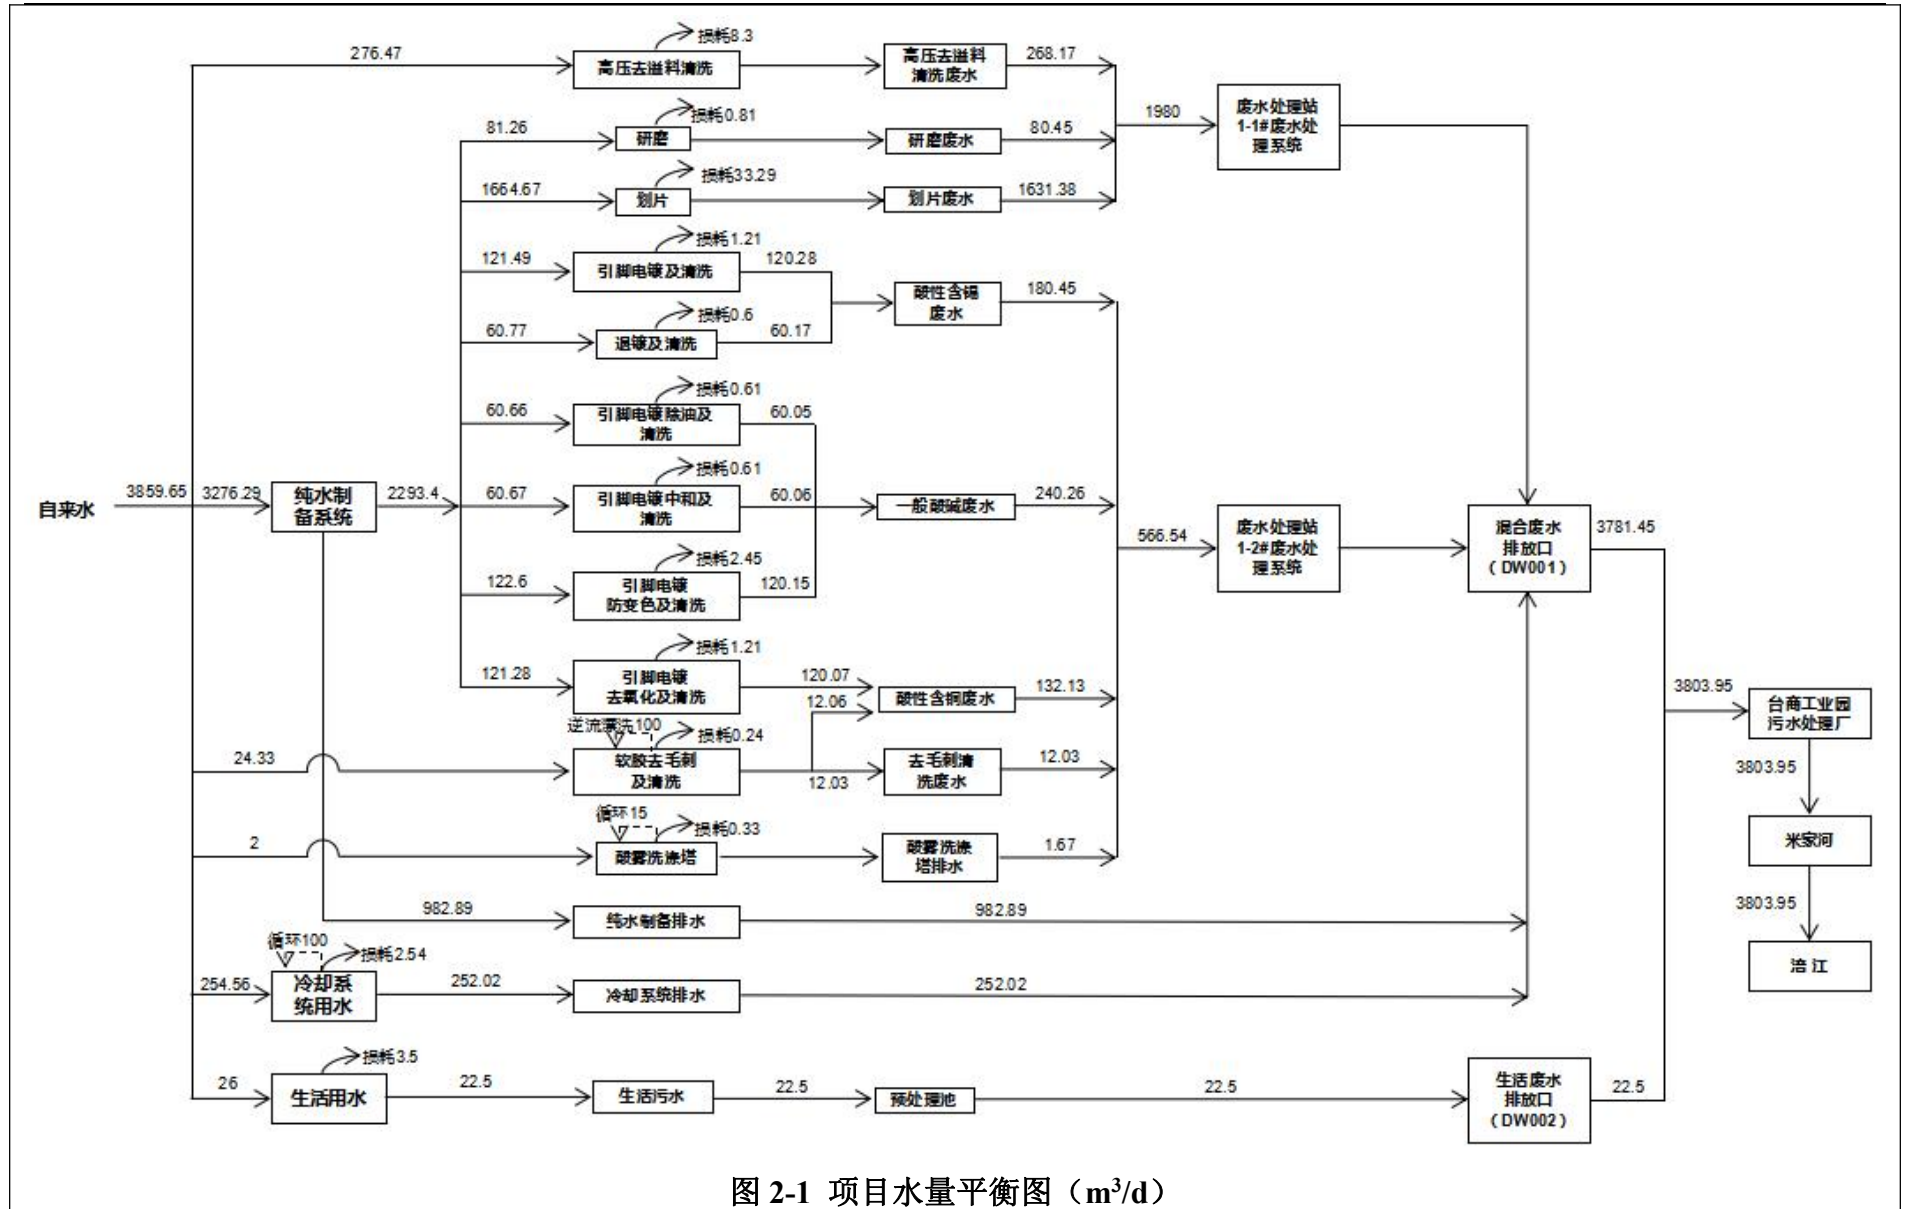 损耗8.3
276.47
高压去溢料清洗
高压去溢料
清洗废水
268.17
损耗0.81
81.26
研磨
研磨废水
80.45
1980
废水处理站
1-1#废水处
理系统
损耗33.29
1664.67
划片
划片废水
1631.38
损耗1.21
121.49
引脚电镀及清洗
120.28
酸性含锡
废水
180.45
损耗0.6
60.77
退镀及清洗
60.17
损耗0.61
60.66
引脚电镀除油及
清洗
60.05
自来水
3859.65
3276.29
纯水制
备系统
2293.4
损耗0.61
60.67
引脚电镀中和及
清洗
60.06
一般酸碱废水
240.26
566.54
废水处理站
1-2#废水处
理系统
混合废水
排放口
（DW001）
3781.45
损耗2.45
122.6
引脚电镀
防变色及清洗
120.15
损耗1.21
121.28
引脚电镀
去氧化及清洗
120.07
12.06
酸性含铜废水
132.13
逆流漂洗100
损耗0.24
24.33
软胶去毛刺
及清洗
12.03
去毛刺清
洗废水
12.03
循环15
损耗0.33
2
酸雾洗涤塔
酸雾洗涤
塔排水
1.67
982.89
纯水制备排水
982.89
循环100
损耗2.54
254.56
冷却系
统用水
252.02
冷却系统排水
252.02
损耗3.5
26
生活用水
22.5
生活污水
22.5
预处理池
22.5
生活废水
排放口
（DW002）
22.5
3803.95
台商工业园
污水处理厂
3803.95
米家河
3803.95
涪江
图 2-1 项目水量平衡图（m³/d）